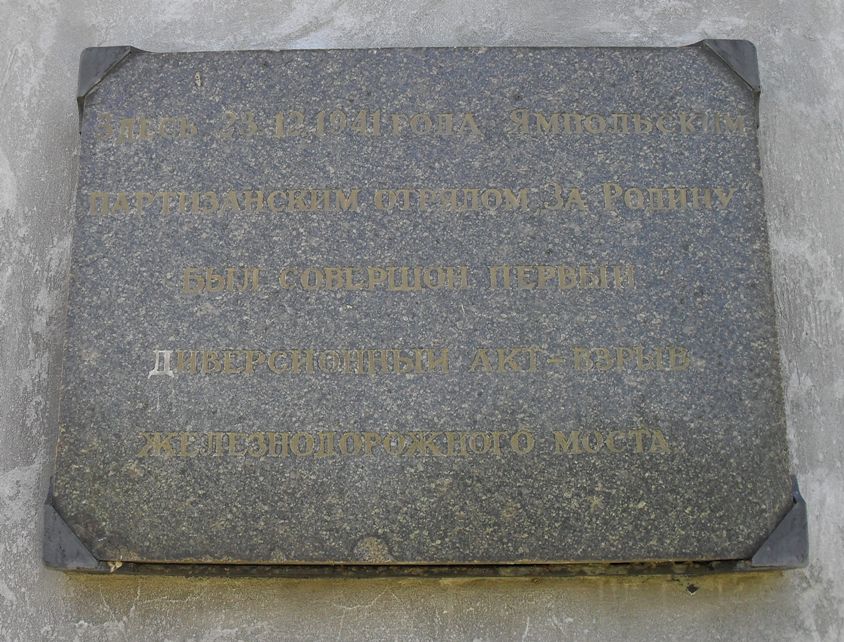 Здесь 23.12.1941 года Ямпольским
партизанским отрядом За Родину
был совершон первый
диверсионный акт – взрыв
железнодорожного моста.